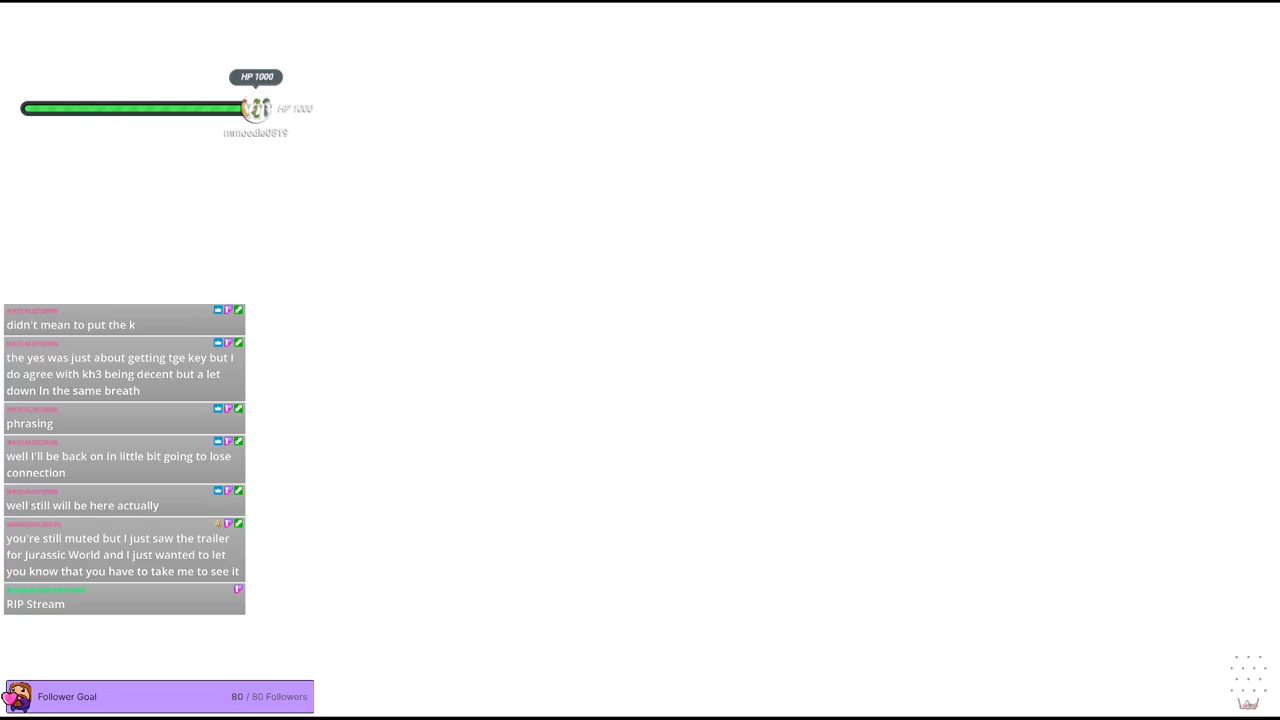 HP 1000
HP 1000
mmoodle0819
didn't mean to put the k
the yes was just about getting tge key but I
do agree with kh3 being decent but a let
down In the same breath
phrasing
well I'll be back on in little bit going to lose
connection
well still will be here actually
you're still muted but I just saw the trailer
for Jurassic World and I just wanted to let
you know that you have to take me to see it
RIP Stream
Follower Goal 80 / 80 Followers